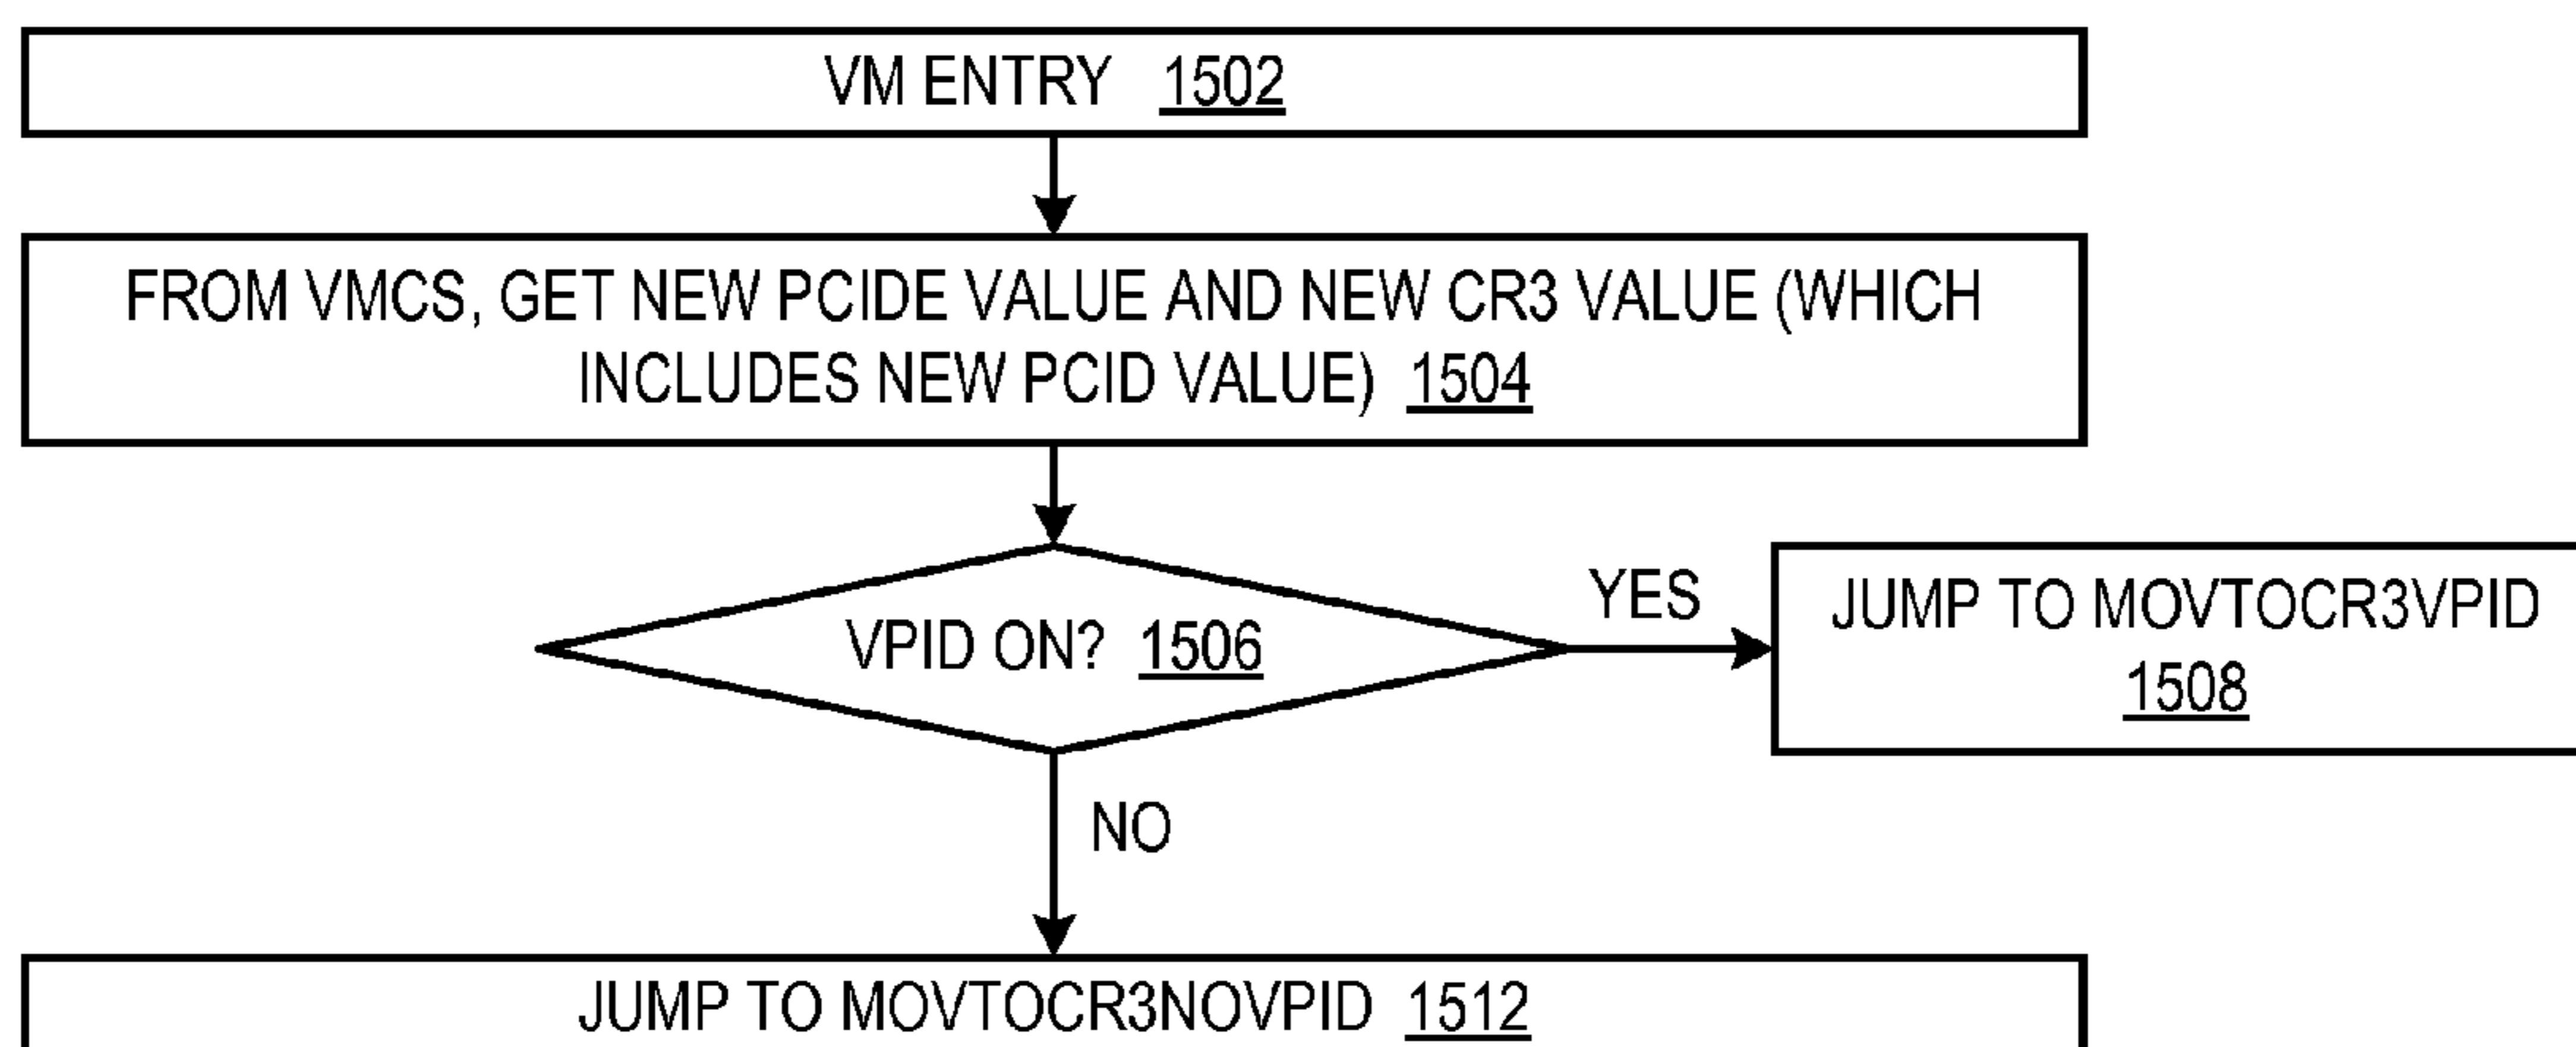 VM ENTRY 1502
FROM VMCS, GET NEW PCIDE VALUE AND NEW CR3 VALUE (WHICH
INCLUDES NEW PCID VALUE) 1504
VPID ON? 1506
YES
JUMP TO MOVTOCR3VPID
1508
NO
JUMP TO MOVTOCR3NOVPID 1512